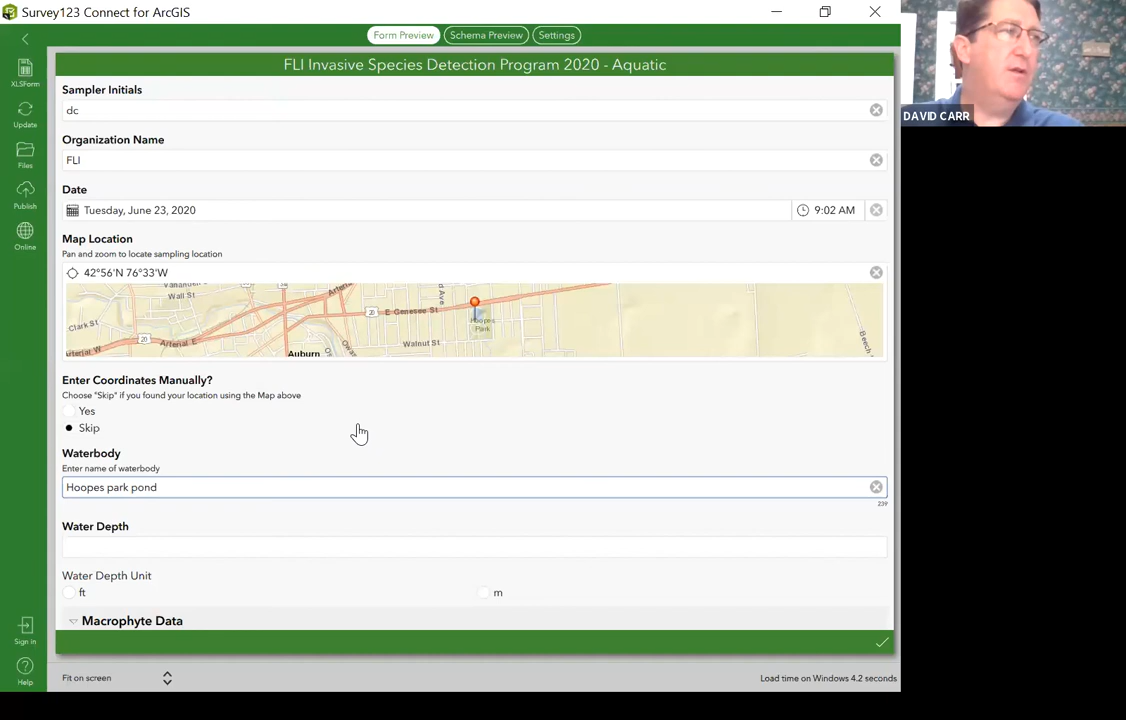 Survey123 Connect for ArcGIS
Form Preview Schema Preview Settings
XLSForm
Update
Files
Publish
Online
Sign in
Help
FLI Invasive Species Detection Program 2020 - Aquatic
Sampler Initials
dc
Organization Name
FLI
Date
Tuesday, June 23, 2020 9:02 AM
Map Location
Pan and zoom to locate sampling location
42°56'N 76°33'W
Wall St
Clark St
20
E Genesee St
20
Hoopes
Park
Walnut St
Arterial E
Auburn
Enter Coordinates Manually?
Choose "Skip" if you found your location using the Map above
Yes
Skip
Waterbody
Enter name of waterbody
Hoopes park pond
239
Water Depth
Water Depth Unit
ft m
Macrophyte Data
Fit on screen Load time on Windows 4.2 seconds
DAVID CARR